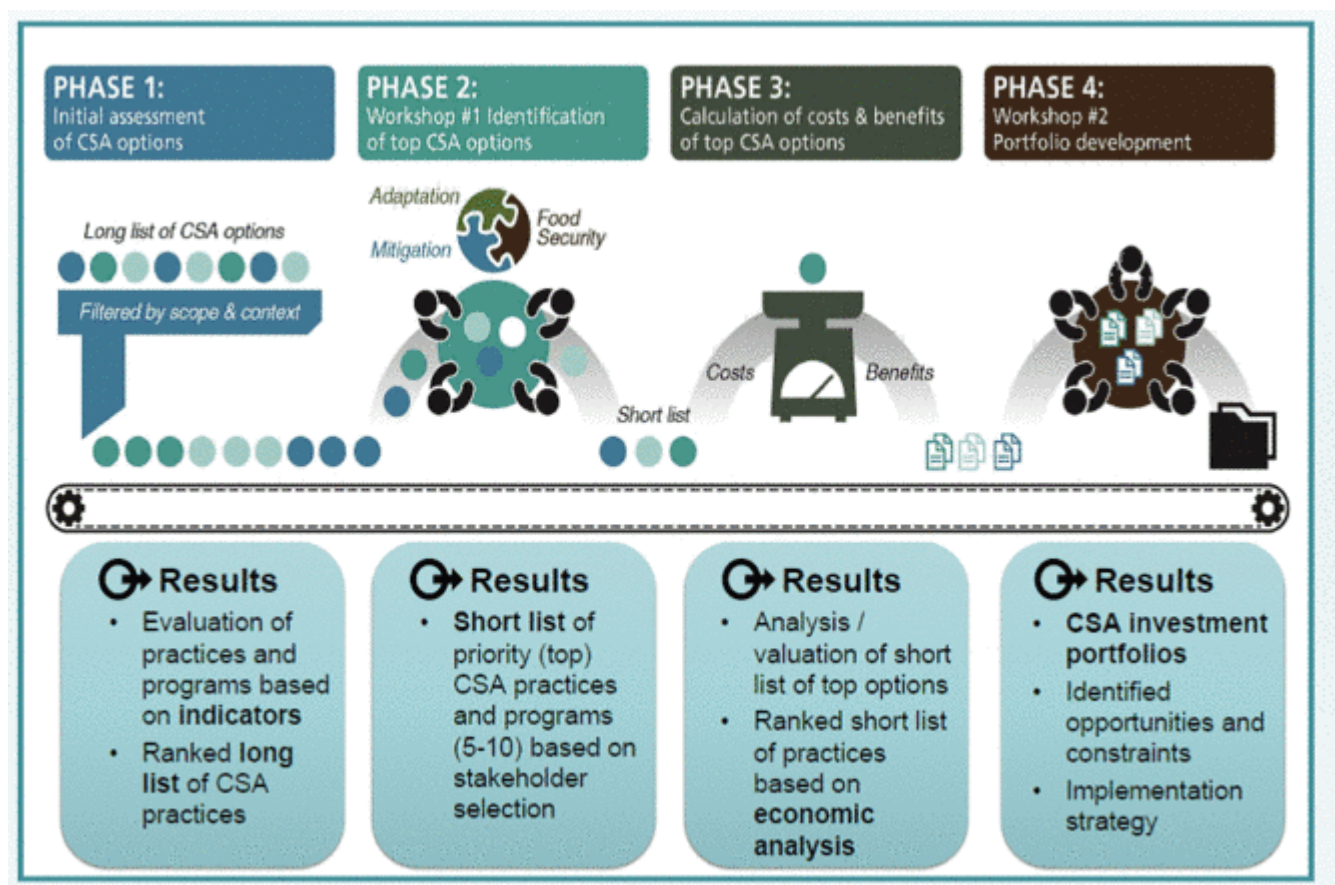 PHASE 1:
Initial assessment
of CSA options
PHASE 2:
Workshop #1 Identification
of top CSA options
PHASE 3:
Calculation of costs & benefits
of top CSA options
PHASE 4:
Workshop #2
Portfolio development
Long list of CSA options
Filtered by scope & context
Adaptation
Mitigation
Food
Security
Short list
Costs
Benefits
Results
• Evaluation of
practices and
programs based
on indicators
• Ranked long
list of CSA
practices
Results
• Short list of
priority (top)
CSA practices
and programs
(5-10) based on
stakeholder
selection
Results
• Analysis /
valuation of short
list of top options
• Ranked short list
of practices
based on
economic
analysis
Results
• CSA investment
portfolios
• Identified
opportunities and
constraints
• Implementation
strategy